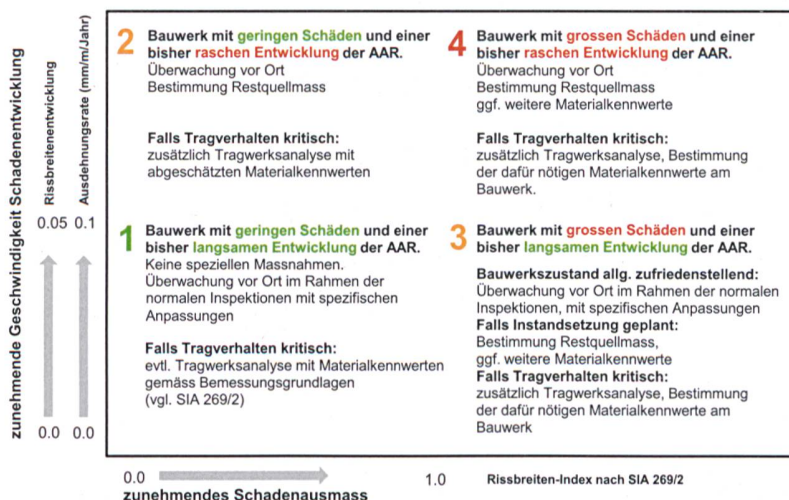 zunehmende Geschwindigkeit Schadenentwicklung
Rissbreitenentwicklung
Ausdehnungsrate (mm/m/Jahr)
0.05 0.1
0.0 0.0
2 Bauwerk mit geringen Schäden und einer
bisher raschen Entwicklung der AAR.
Überwachung vor Ort
Bestimmung Restquellmass
Falls Tragverhalten kritisch:
zusätzlich Tragwerksanalyse mit
abgeschätzten Materialkennwerten
4 Bauwerk mit grossen Schäden und einer
bisher raschen Entwicklung der AAR.
Überwachung vor Ort
Bestimmung Restquellmass
ggf. weitere Materialkennwerte
Falls Tragverhalten kritisch:
zusätzlich Tragwerksanalyse, Bestimmung
der dafür nötigen Materialkennwerte am
Bauwerk.
1 Bauwerk mit geringen Schäden und einer
bisher langsamen Entwicklung der AAR.
Keine speziellen Massnahmen.
Überwachung vor Ort im Rahmen der
normalen Inspektionen mit spezifischen
Anpassungen
Falls Tragverhalten kritisch:
evtl. Tragwerksanalyse mit Materialkennwerten
gemäss Bemessungsgrundlagen
(vgl. SIA 269/2)
3 Bauwerk mit grossen Schäden und einer
bisher langsamen Entwicklung der AAR.
Bauwerkszustand allg. zufriedenstellend:
Überwachung vor Ort im Rahmen der normalen
Inspektionen, mit spezifischen Anpassungen
Falls Instandsetzung geplant:
Bestimmung Restquellmass,
ggf. weitere Materialkennwerte
Falls Tragverhalten kritisch:
zusätzlich Tragwerksanalyse, Bestimmung
der dafür nötigen Materialkennwerte am
Bauwerk
0.0 1.0 Rissbreiten-Index nach SIA 269/2
zunehmendes Schadenausmass